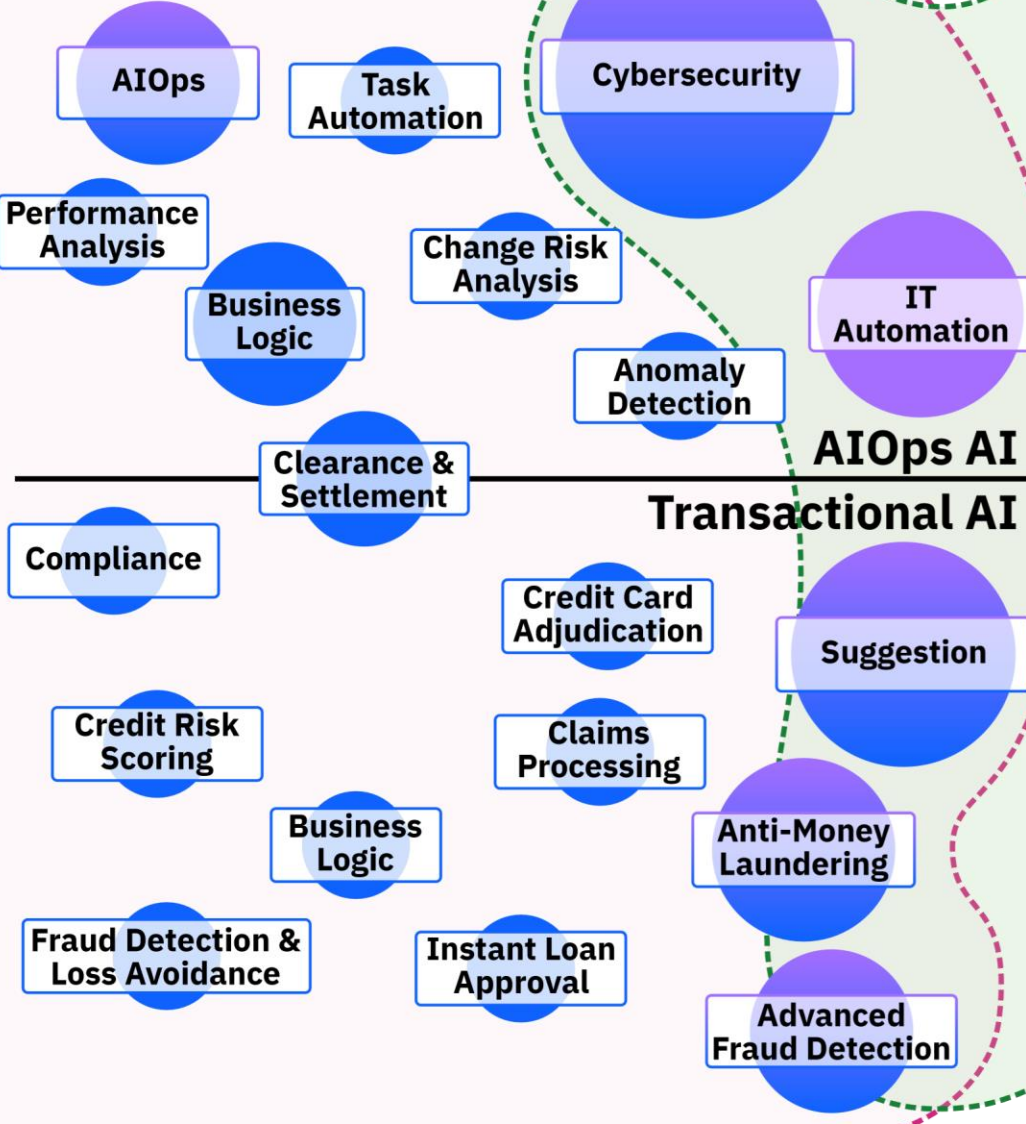 AIOps
Task
Automation
Cybersecurity
Performance
Analysis
Change Risk
Analysis
Business
Logic
IT
Automation
Anomaly
Detection
AIOps AI
Clearance &
Settlement
Transactional AI
Compliance
Credit Card
Adjudication
Suggestion
Credit Risk
Scoring
Claims
Processing
Business
Logic
Anti-Money
Laundering
Fraud Detection &
Loss Avoidance
Instant Loan
Approval
Advanced
Fraud Detection